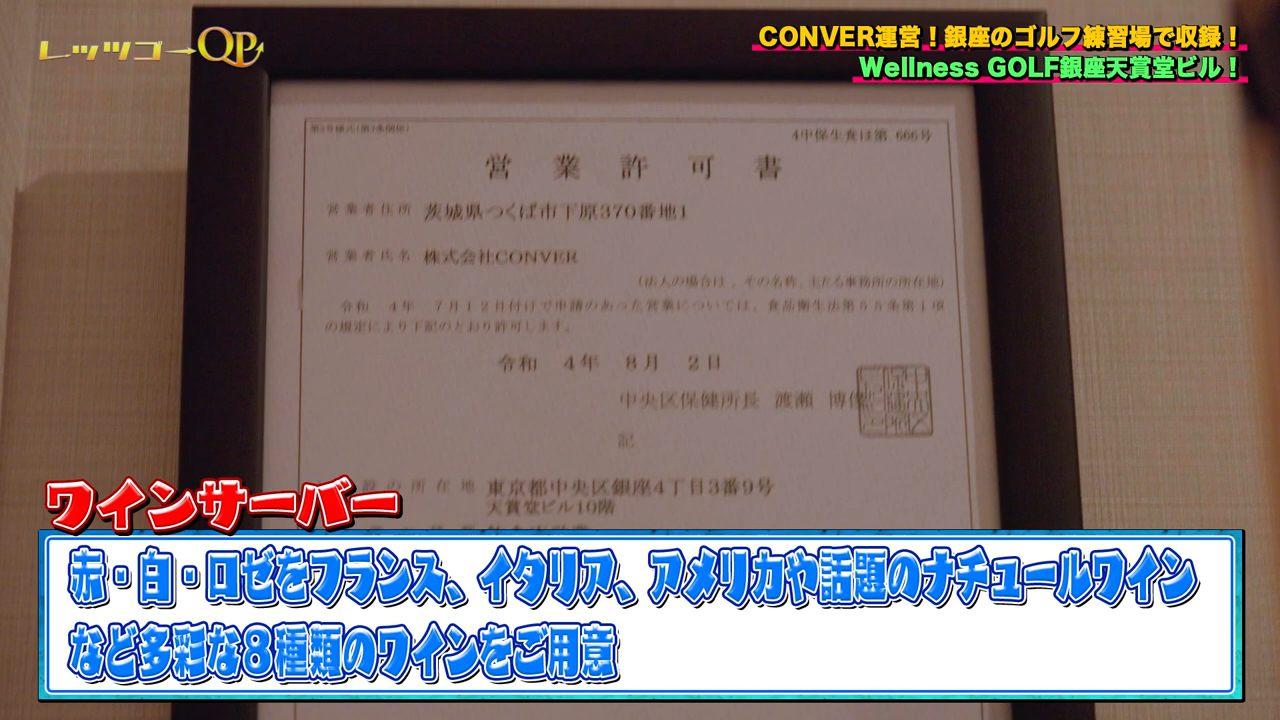 レッツゴーQP
CONVER運営！銀座のゴルフ練習場で収録！
Wellness GOLF銀座天賞堂ビル！
4中保生食ほ第 666号
営業許可書
営業者住所 茨城県つくば市下原370番地1
営業者氏名 株式会社CONVER
(法人の場合は、その名称、主たる事務所の所在地)
令和 4年 7月12日付けで申請のあった営業については、食品衛生法第55条第1項
の規定により下記のとおり許可します。
令和 4年 8月 2日
中央区保健所長 渡瀬 博俊
記
設の所在地 東京都中央区銀座4丁目3番9号
天賞堂ビル10階
ワインサーバー
赤・白・ロゼをフランス、イタリア、アメリカや話題のナチュールワイン
など多彩な8種類のワインをご用意